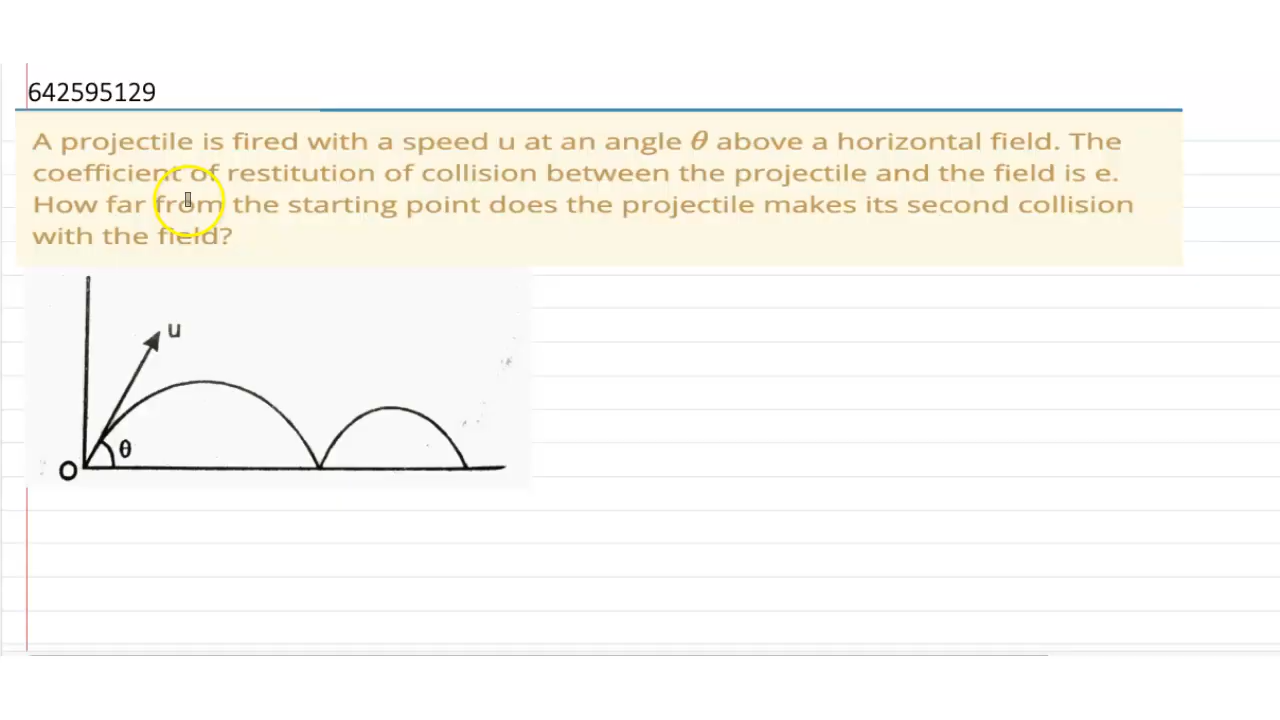 642595129
A projectile is fired with a speed u at an angle θ above a horizontal field. The
coefficient of restitution of collision between the projectile and the field is e.
How far from the starting point does the projectile makes its second collision
with the field?
u
θ
O